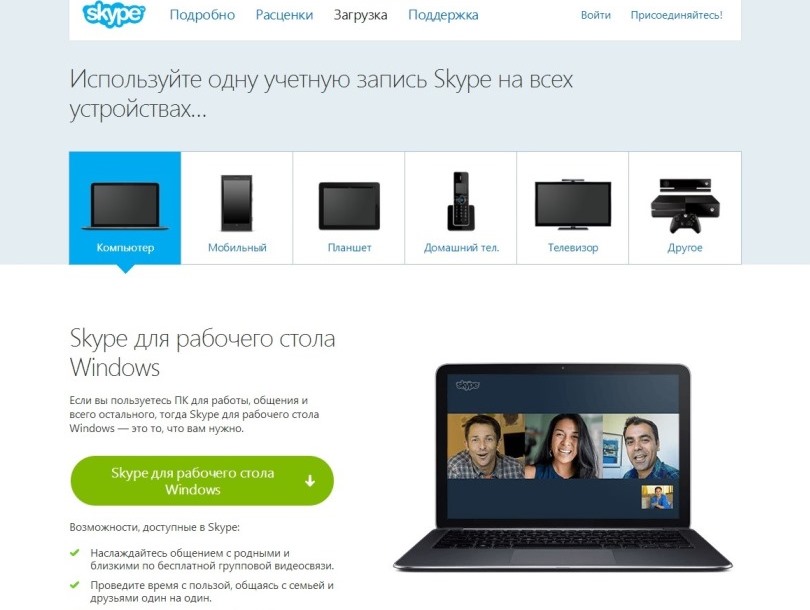 skype
Подробно
Расценки
Загрузка
Поддержка
Войти
Присоединяйтесь!
Используйте одну учетную запись Skype на всех
устройствах...
Компьютер
Мобильный
Планшет
Домашний тел.
Телевизор
Другое
Skype для рабочего стола
Windows
Если вы пользуетесь ПК для работы, общения и
всего остального, тогда Skype для рабочего стола
Windows — это то, что вам нужно.
Skype для рабочего стола
Windows
Возможности, доступные в Skype:
Наслаждайтесь общением с родными и
близкими по бесплатной групповой видеосвязи.
Проведите время с пользой, общаясь с семьей и
друзьями один на один.
skype